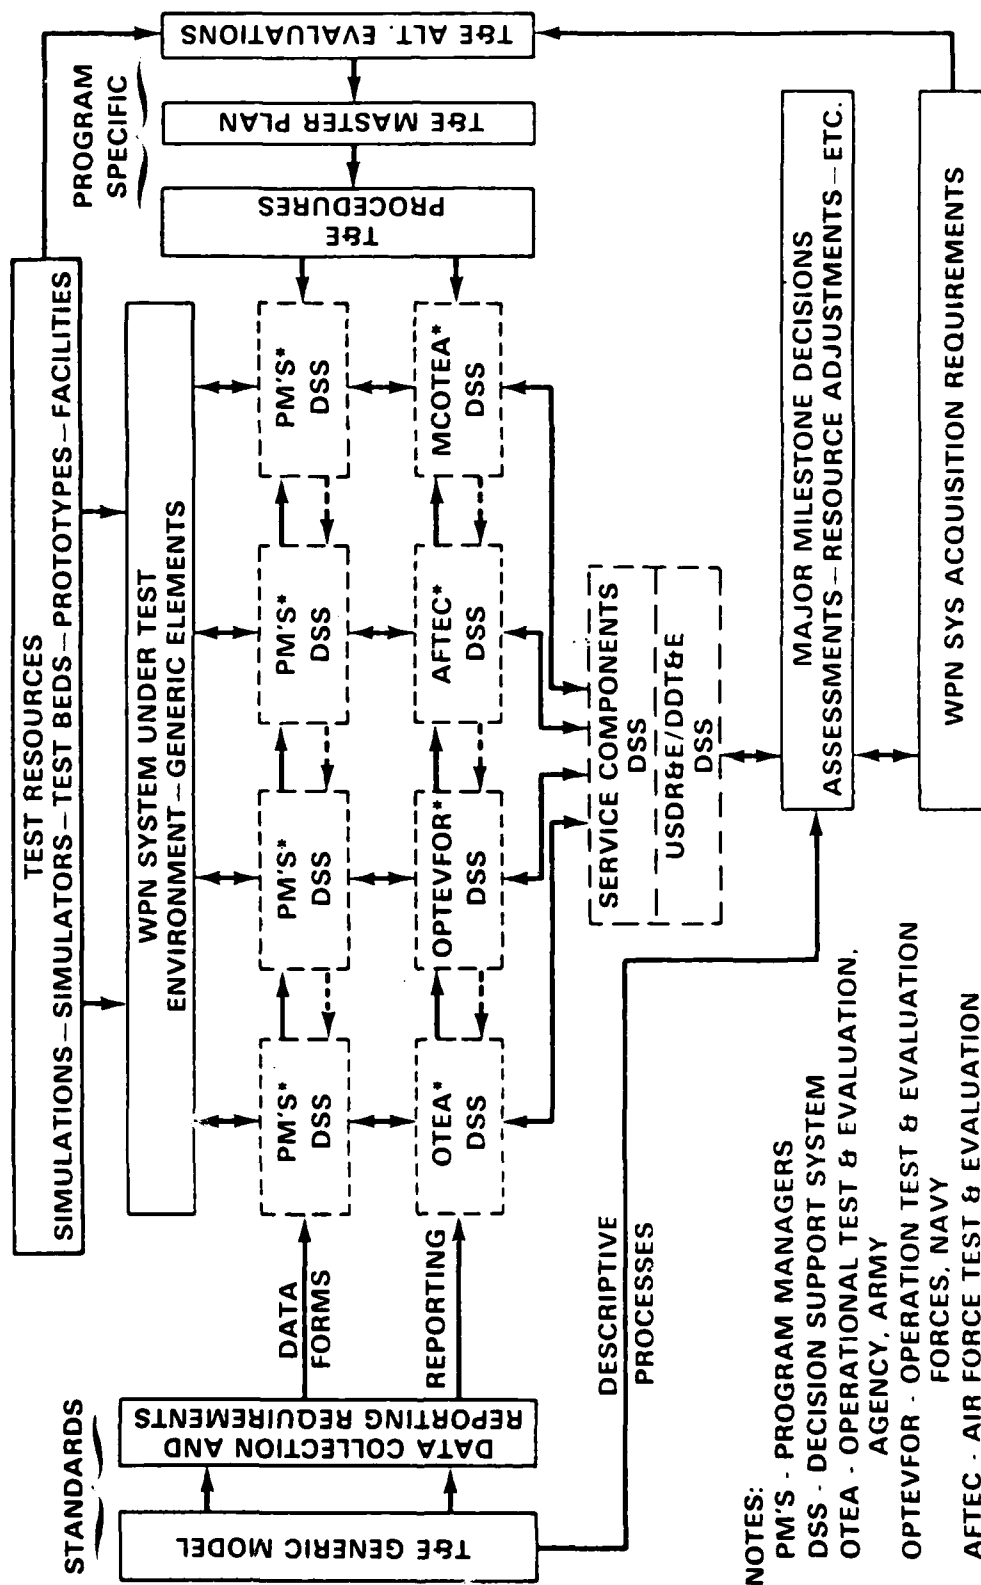 TEST RESOURCES
SIMULATIONS—SIMULATORS—TEST BEDS—PROTOTYPES—FACILITIES
WPN SYSTEM UNDER TEST
ENVIRONMENT—GENERIC ELEMENTS
STANDARDS
T&E GENERIC MODEL
DATA COLLECTION AND
REPORTING REQUIREMENTS
DATA
FORMS
REPORTING
PM'S*
DSS
PM'S*
DSS
PM'S*
DSS
PM'S*
DSS
OTEA*
DSS
OPTEVFOR*
DSS
AFTEC*
DSS
MCOTEA*
DSS
PROGRAM
SPECIFIC
T&E
PROCEDURES
T&E MASTER PLAN
T&E ALT. EVALUATIONS
SERVICE COMPONENTS
DSS
USDR&E/DDT&E
DSS
DESCRIPTIVE
PROCESSES
MAJOR MILESTONE DECISIONS
ASSESSMENTS—RESOURCE ADJUSTMENTS—ETC.
WPN SYS ACQUISITION REQUIREMENTS
NOTES:
PM'S - PROGRAM MANAGERS
DSS - DECISION SUPPORT SYSTEM
OTEA - OPERATIONAL TEST & EVALUATION,
AGENCY, ARMY
OPTEVFOR - OPERATION TEST & EVALUATION
FORCES, NAVY
AFTEC - AIR FORCE TEST & EVALUATION